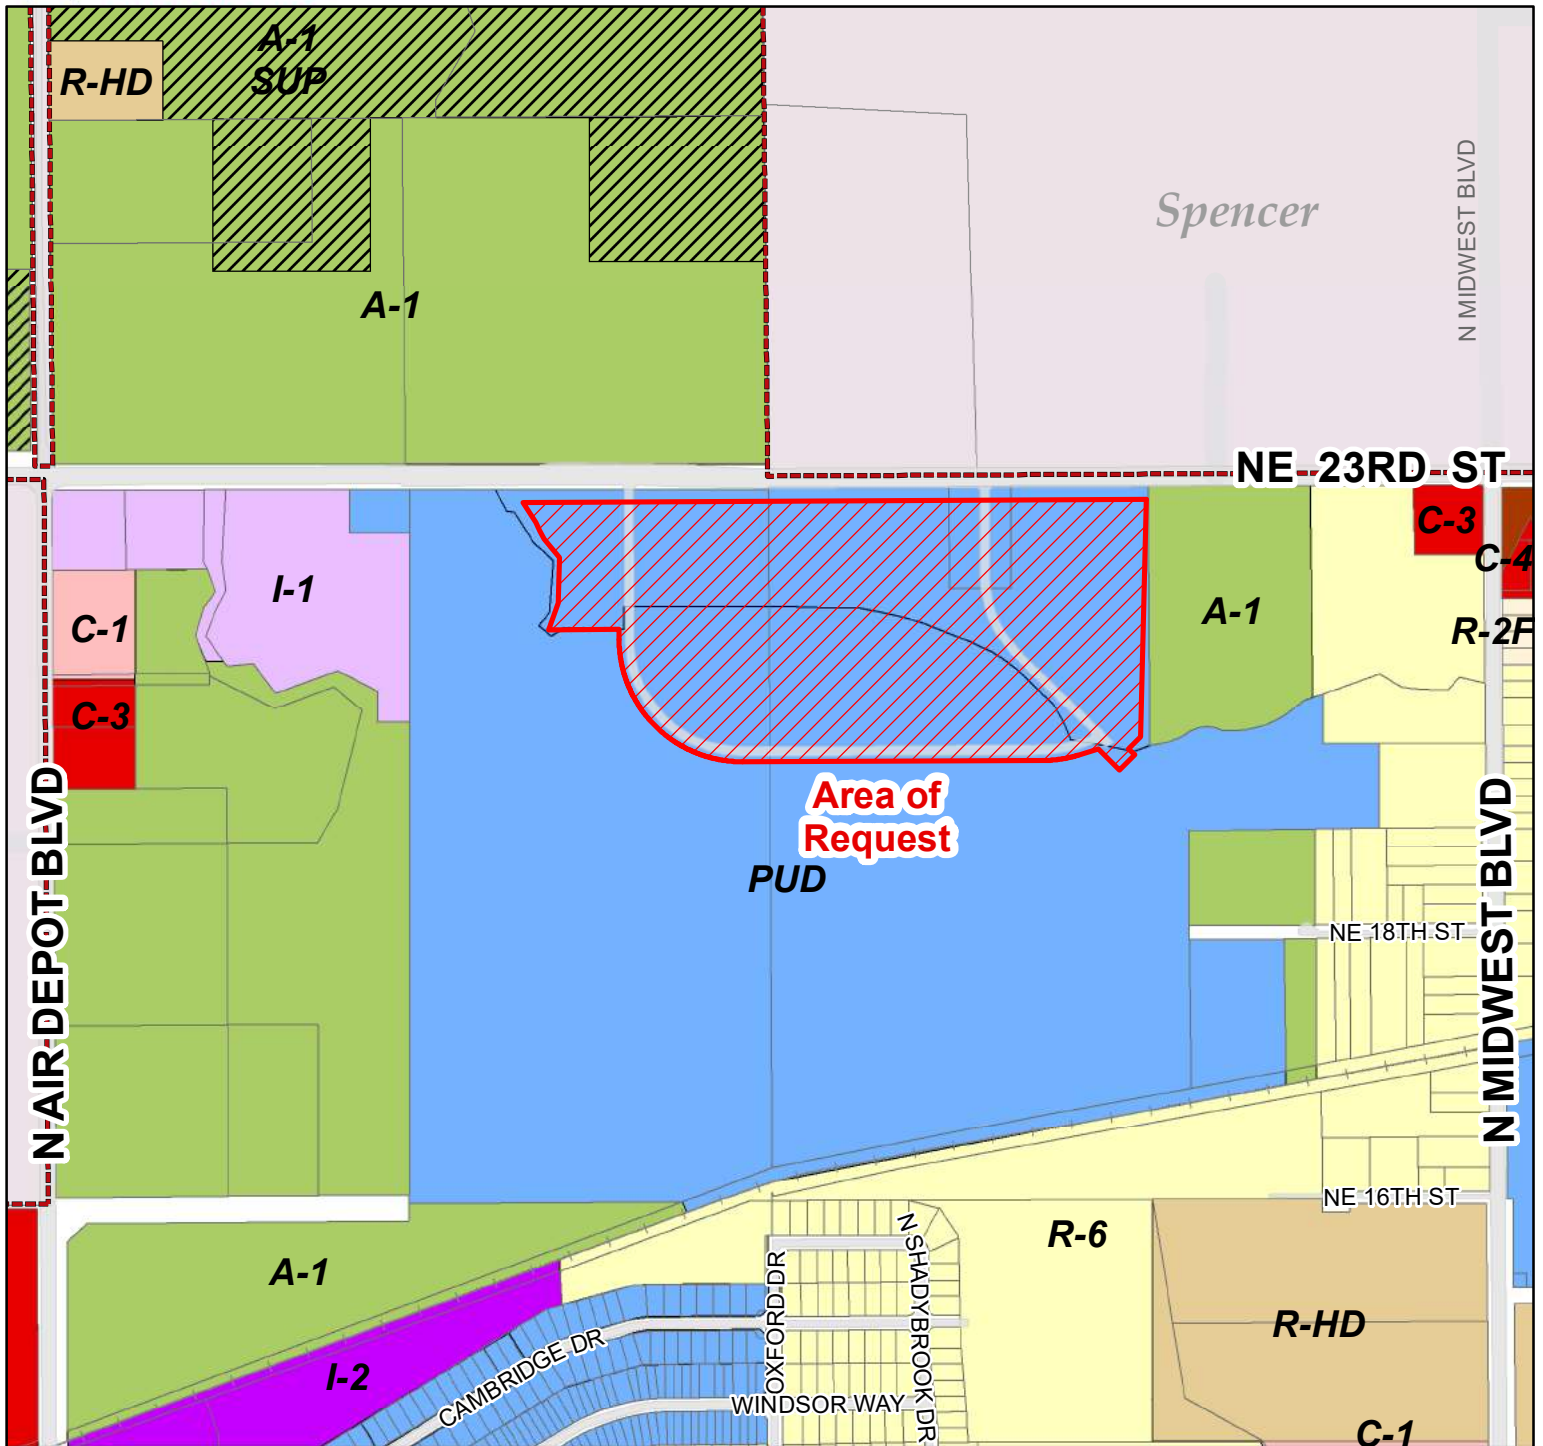 A-1
SUP
R-HD
Spencer
N MIDWEST BLVD
A-1
NE 23RD ST
C-3
C-4
I-1
A-1
C-1
R-2F
C-3
Area of
Request
PUD
N AIR DEPOT BLVD
N MIDWEST BLVD
NE 18TH ST
NE 16TH ST
R-6
A-1
N SHADYBROOK DR
OXFORD DR
R-HD
I-2
CAMBRIDGE DR
WINDSOR WAY
C-1